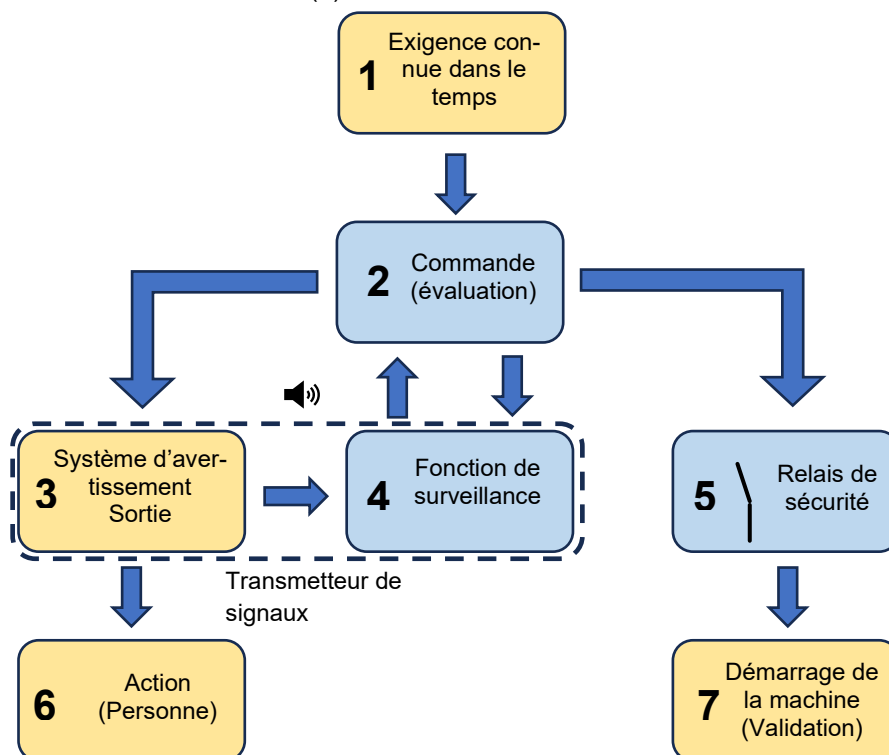 1
Exigence con-
nue dans le
temps
2
Commande
(évaluation)
3
Système d'aver-
tissement
Sortie
4
Fonction de
surveillance
5
Relais de
sécurité
Transmetteur de
signaux
6
Action
(Personne)
7
Démarrage de
la machine
(Validation)